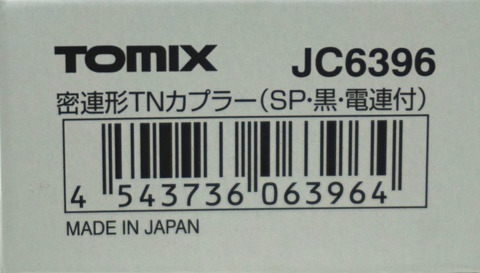 TOMIX JC6396
密連形TNカプラー(SP・黒・電連付)
4 543736 063964
MADE IN JAPAN